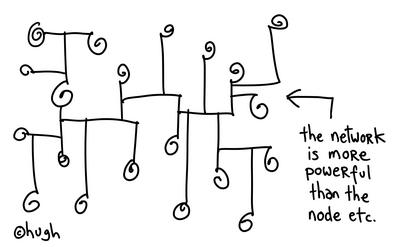 the network
is more
powerful
than the
node etc.
©hugh